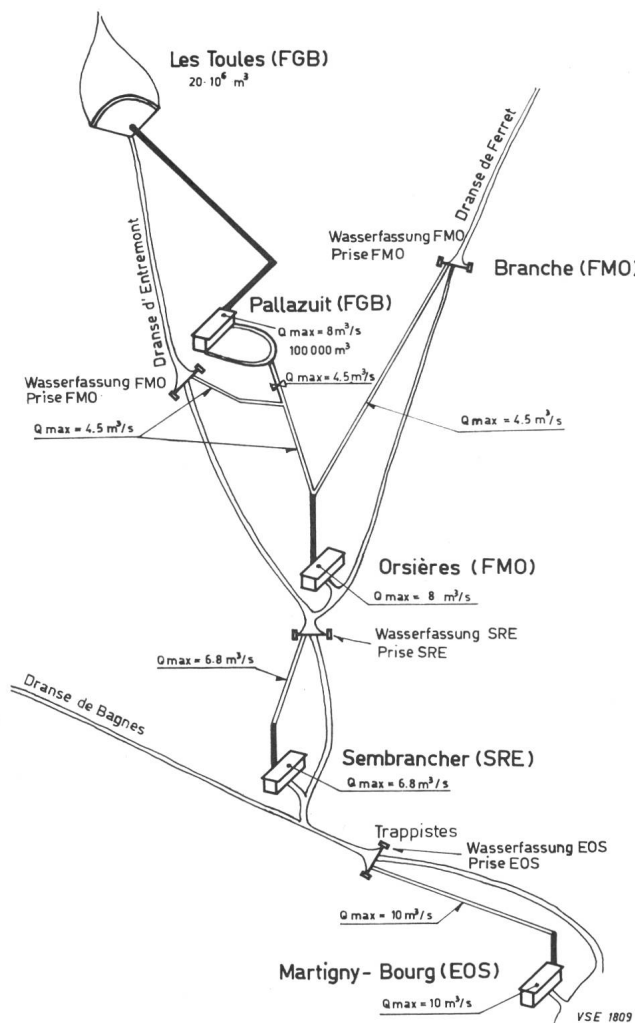 Les Toules (FGB)
20·10⁶ m³
Dranse de Ferret
Dranse d'Entremont
Wasserfassung FMO
Prise FMO
Branche (FMO)
Pallazuit (FGB)
Q max = 8 m³/s
100 000 m³
Q max = 4.5 m³/s
Wasserfassung FMO
Prise FMO
Q max = 4.5 m³/s
Q max = 4.5 m³/s
Orsières (FMO)
Q max = 8 m³/s
Wasserfassung SRE
Prise SRE
Q max = 6.8 m³/s
Dranse de Bagnes
Sembrancher (SRE)
Q max = 6.8 m³/s
Trappistes
Wasserfassung EOS
Prise EOS
Q max = 10 m³/s
Martigny - Bourg (EOS)
Q max = 10 m³/s
VSE 1809